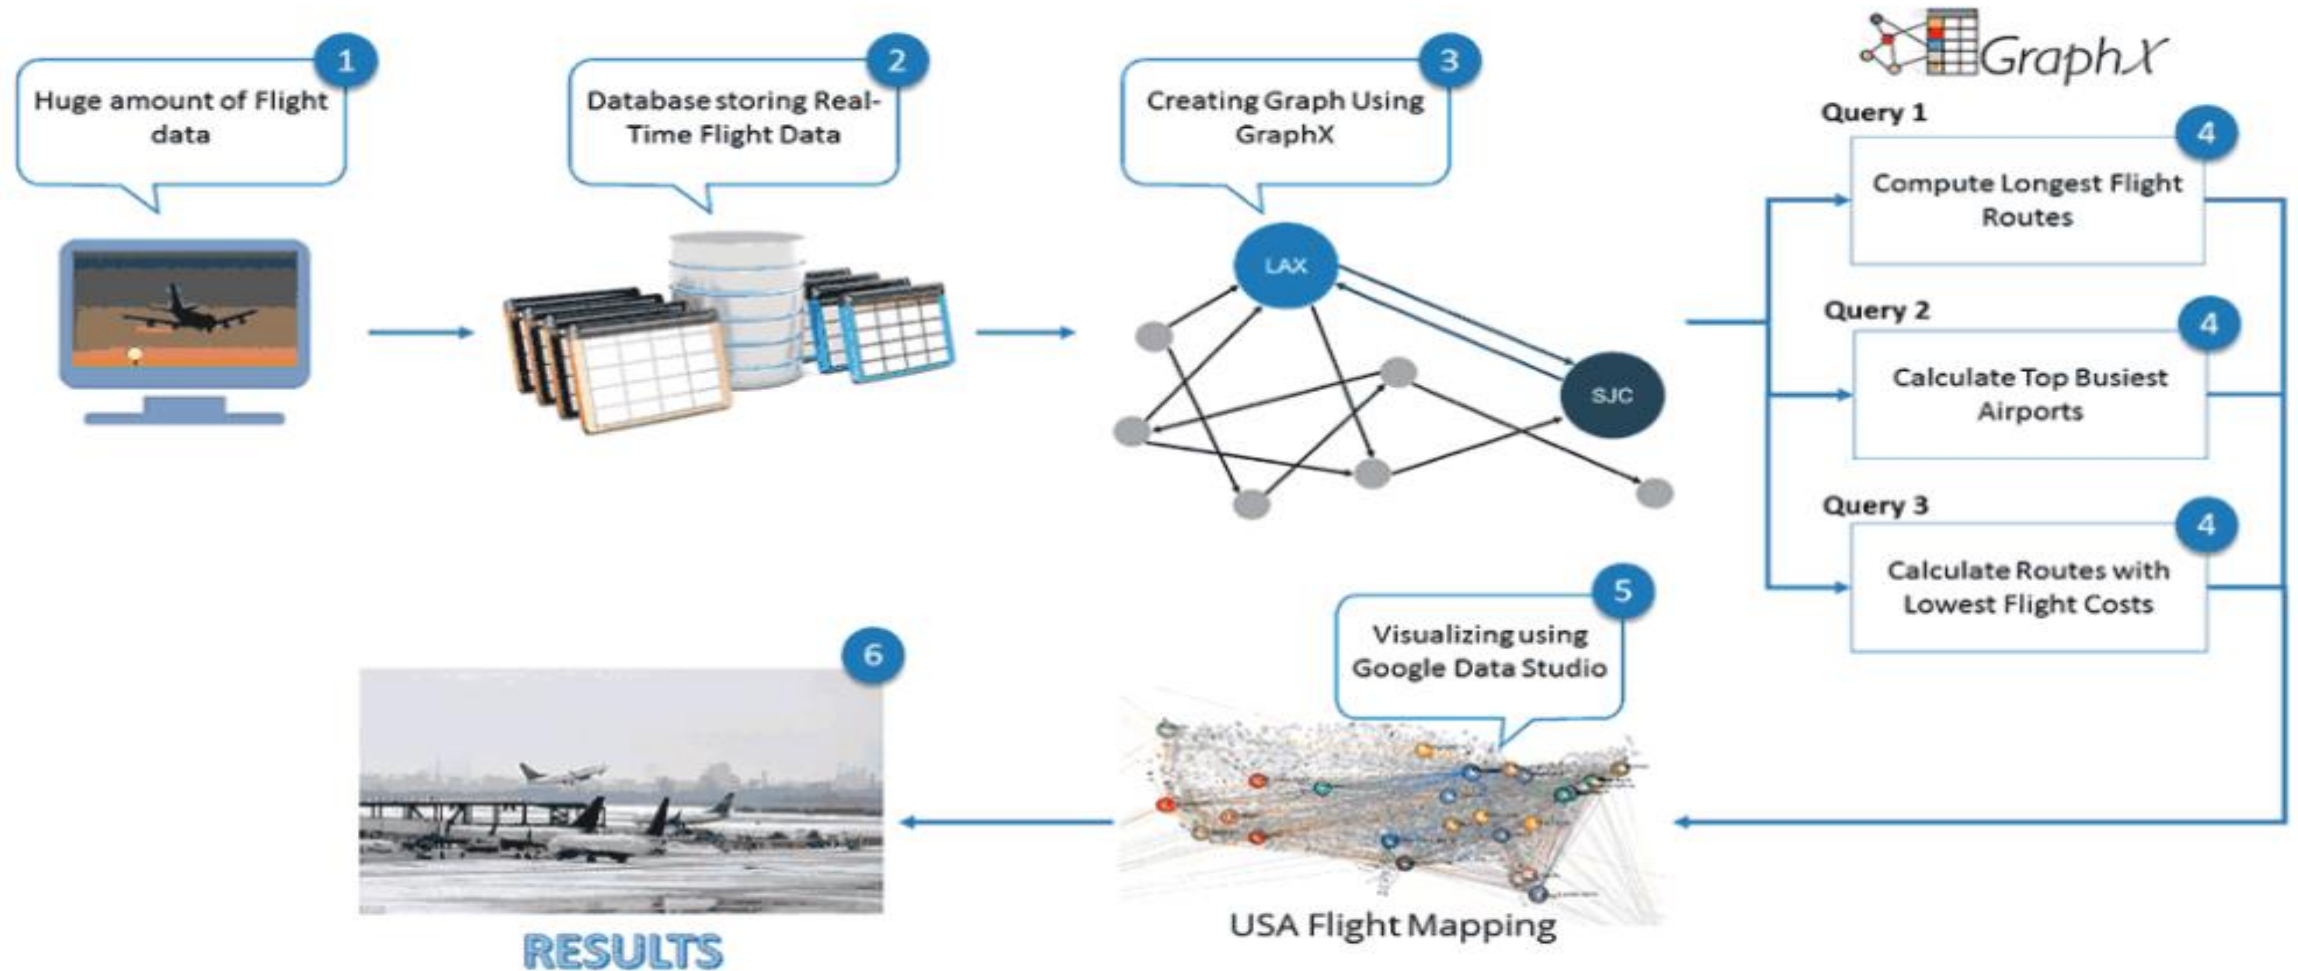 1
Huge amount of Flight
data
2
Database storing Real-
Time Flight Data
3
Creating Graph Using
GraphX
LAX
SJC
GraphX
Query 1
4
Compute Longest Flight
Routes
Query 2
4
Calculate Top Busiest
Airports
Query 3
4
Calculate Routes with
Lowest Flight Costs
5
Visualizing using
Google Data Studio
USA Flight Mapping
6
RESULTS